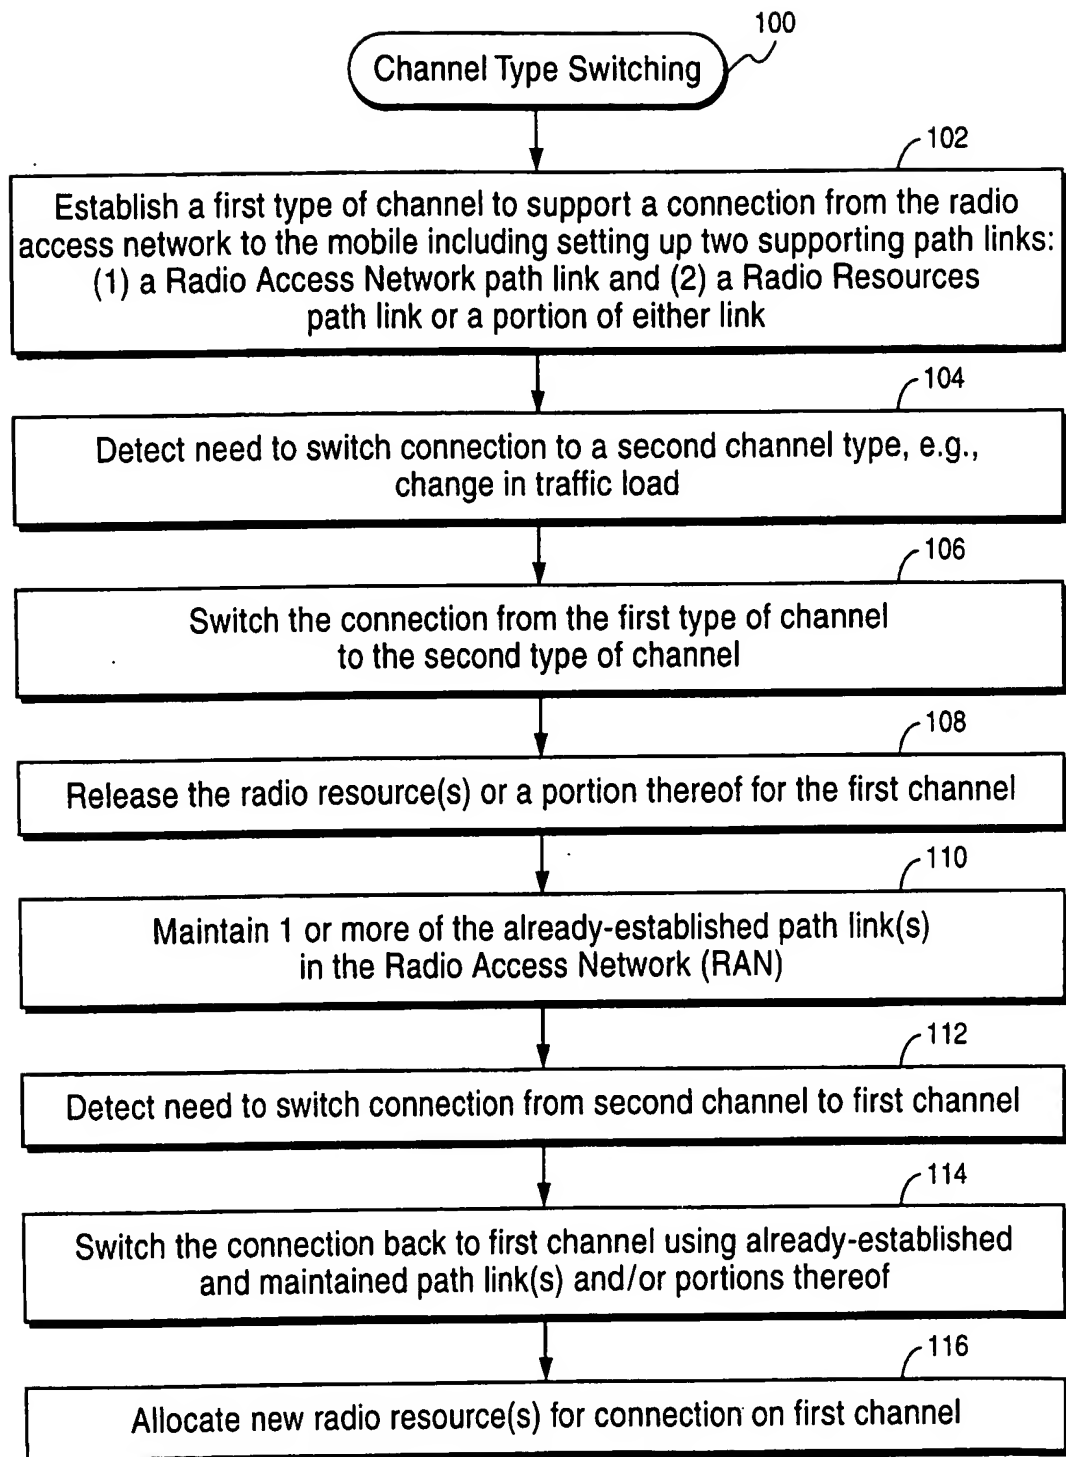 100
Channel Type Switching
102
Establish a first type of channel to support a connection from the radio
access network to the mobile including setting up two supporting path links:
(1) a Radio Access Network path link and (2) a Radio Resources
path link or a portion of either link
104
Detect need to switch connection to a second channel type, e.g.,
change in traffic load
106
Switch the connection from the first type of channel
to the second type of channel
108
Release the radio resource(s) or a portion thereof for the first channel
110
Maintain 1 or more of the already-established path link(s)
in the Radio Access Network (RAN)
112
Detect need to switch connection from second channel to first channel
114
Switch the connection back to first channel using already-established
and maintained path link(s) and/or portions thereof
116
Allocate new radio resource(s) for connection on first channel